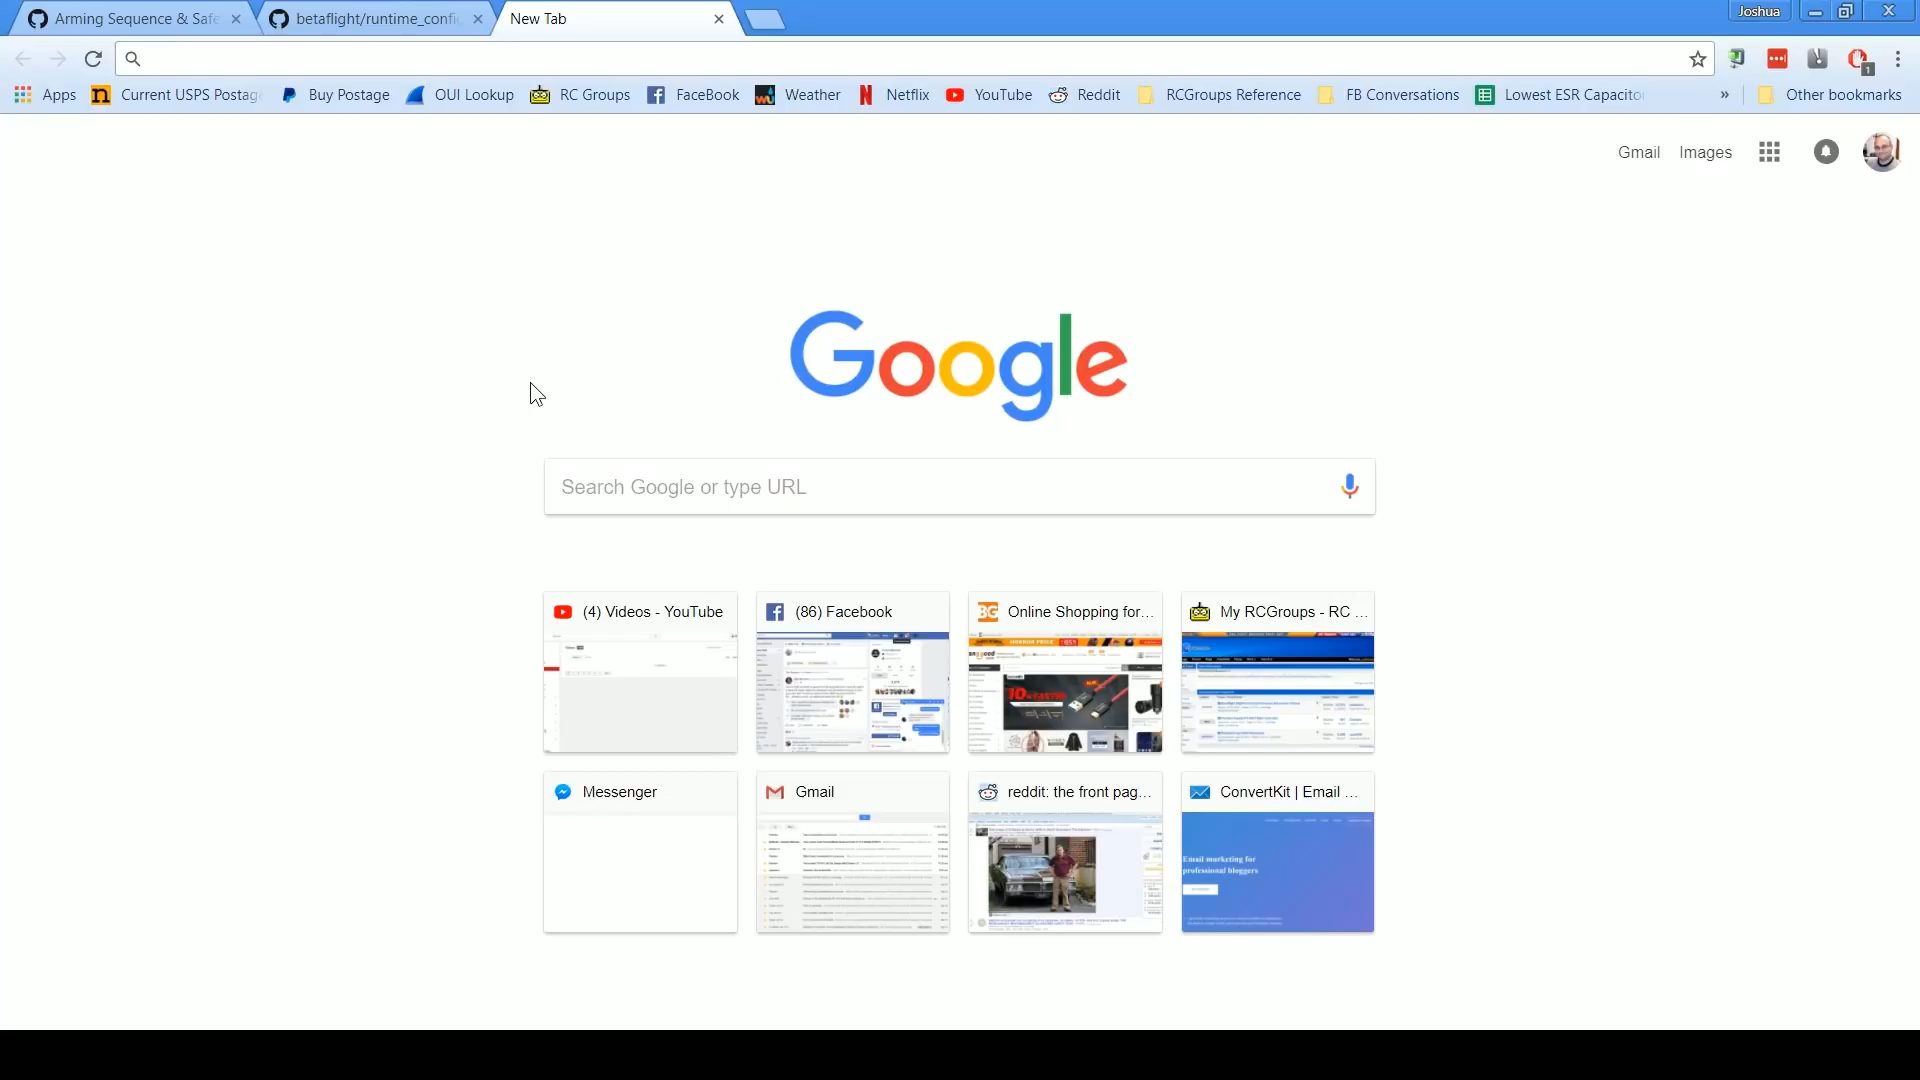 Arming Sequence & Safe
betaflight/runtime_confi
New Tab
Joshua
1
Apps
Current USPS Postag
Buy Postage
OUI Lookup
RC Groups
FaceBook
Weather
Netflix
YouTube
Reddit
RCGroups Reference
FB Conversations
Lowest ESR Capacito
»
Other bookmarks
Gmail
Images
Google
Search Google or type URL
(4) Videos - YouTube
(86) Facebook
BG
Online Shopping for...
My RCGroups - RC ...
Messenger
Gmail
reddit: the front pag...
ConvertKit | Email ...
Email marketing for
professional bloggers